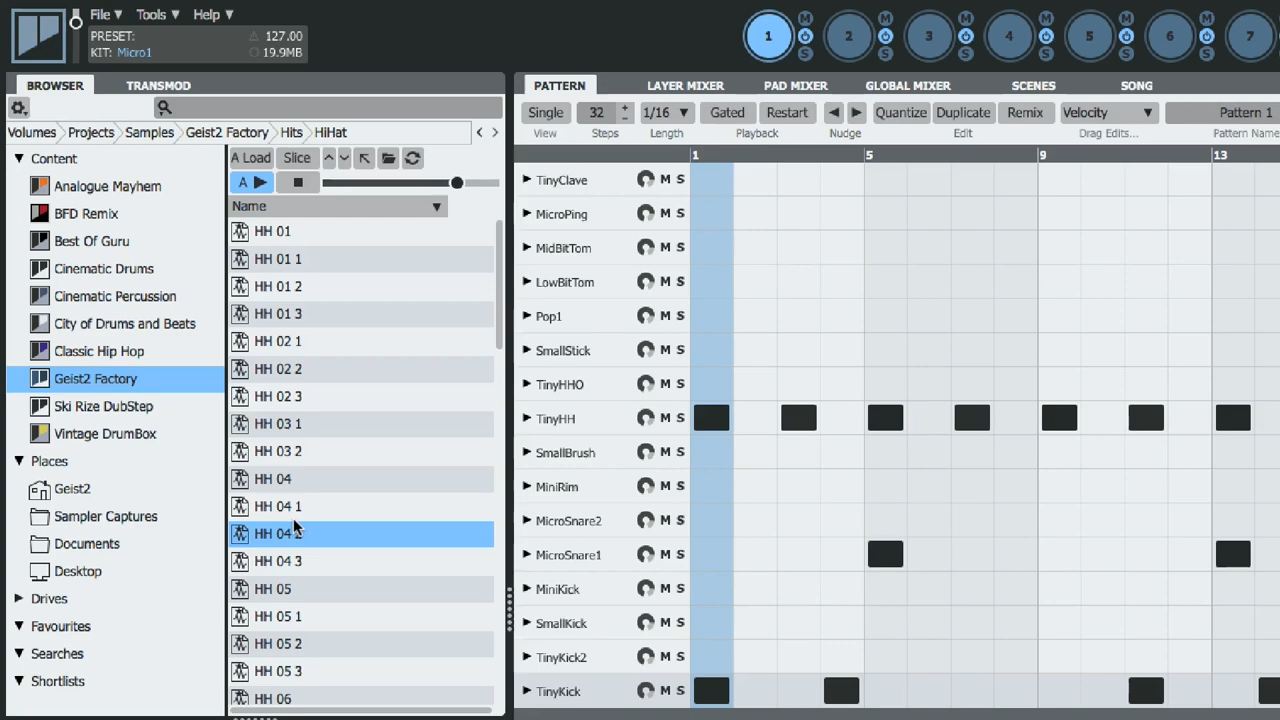 File ▼ Tools ▼ Help ▼
PRESET: 127.00
KIT: Micro1 19.9MB
1 M S 2 M S 3 M S 4 M S 5 M S 6 M S 7
BROWSER TRANSMOD
PATTERN LAYER MIXER PAD MIXER GLOBAL MIXER SCENES SONG
Single 32 + - 1/16 ▼ Gated Restart Quantize Duplicate Remix Velocity ▼ Pattern 1
View Steps Length Playback Nudge Edit Drag Edits... Pattern Name
Volumes Projects Samples Geist2 Factory Hits HiHat
A Load Slice
A
Name ▼
Content
Analogue Mayhem
BFD Remix
Best Of Guru
Cinematic Drums
Cinematic Percussion
City of Drums and Beats
Classic Hip Hop
Geist2 Factory
Ski Rize DubStep
Vintage DrumBox
Places
Geist2
Sampler Captures
Documents
Desktop
Drives
Favourites
Searches
Shortlists
HH 01
HH 01 1
HH 01 2
HH 01 3
HH 02 1
HH 02 2
HH 02 3
HH 03 1
HH 03 2
HH 04
HH 04 1
HH 04 2
HH 04 3
HH 05
HH 05 1
HH 05 2
HH 05 3
HH 06
1 5 9 13
TinyClave M S
MicroPing M S
MidBitTom M S
LowBitTom M S
Pop1 M S
SmallStick M S
TinyHHO M S
TinyHH M S
SmallBrush M S
MiniRim M S
MicroSnare2 M S
MicroSnare1 M S
MiniKick M S
SmallKick M S
TinyKick2 M S
TinyKick M S